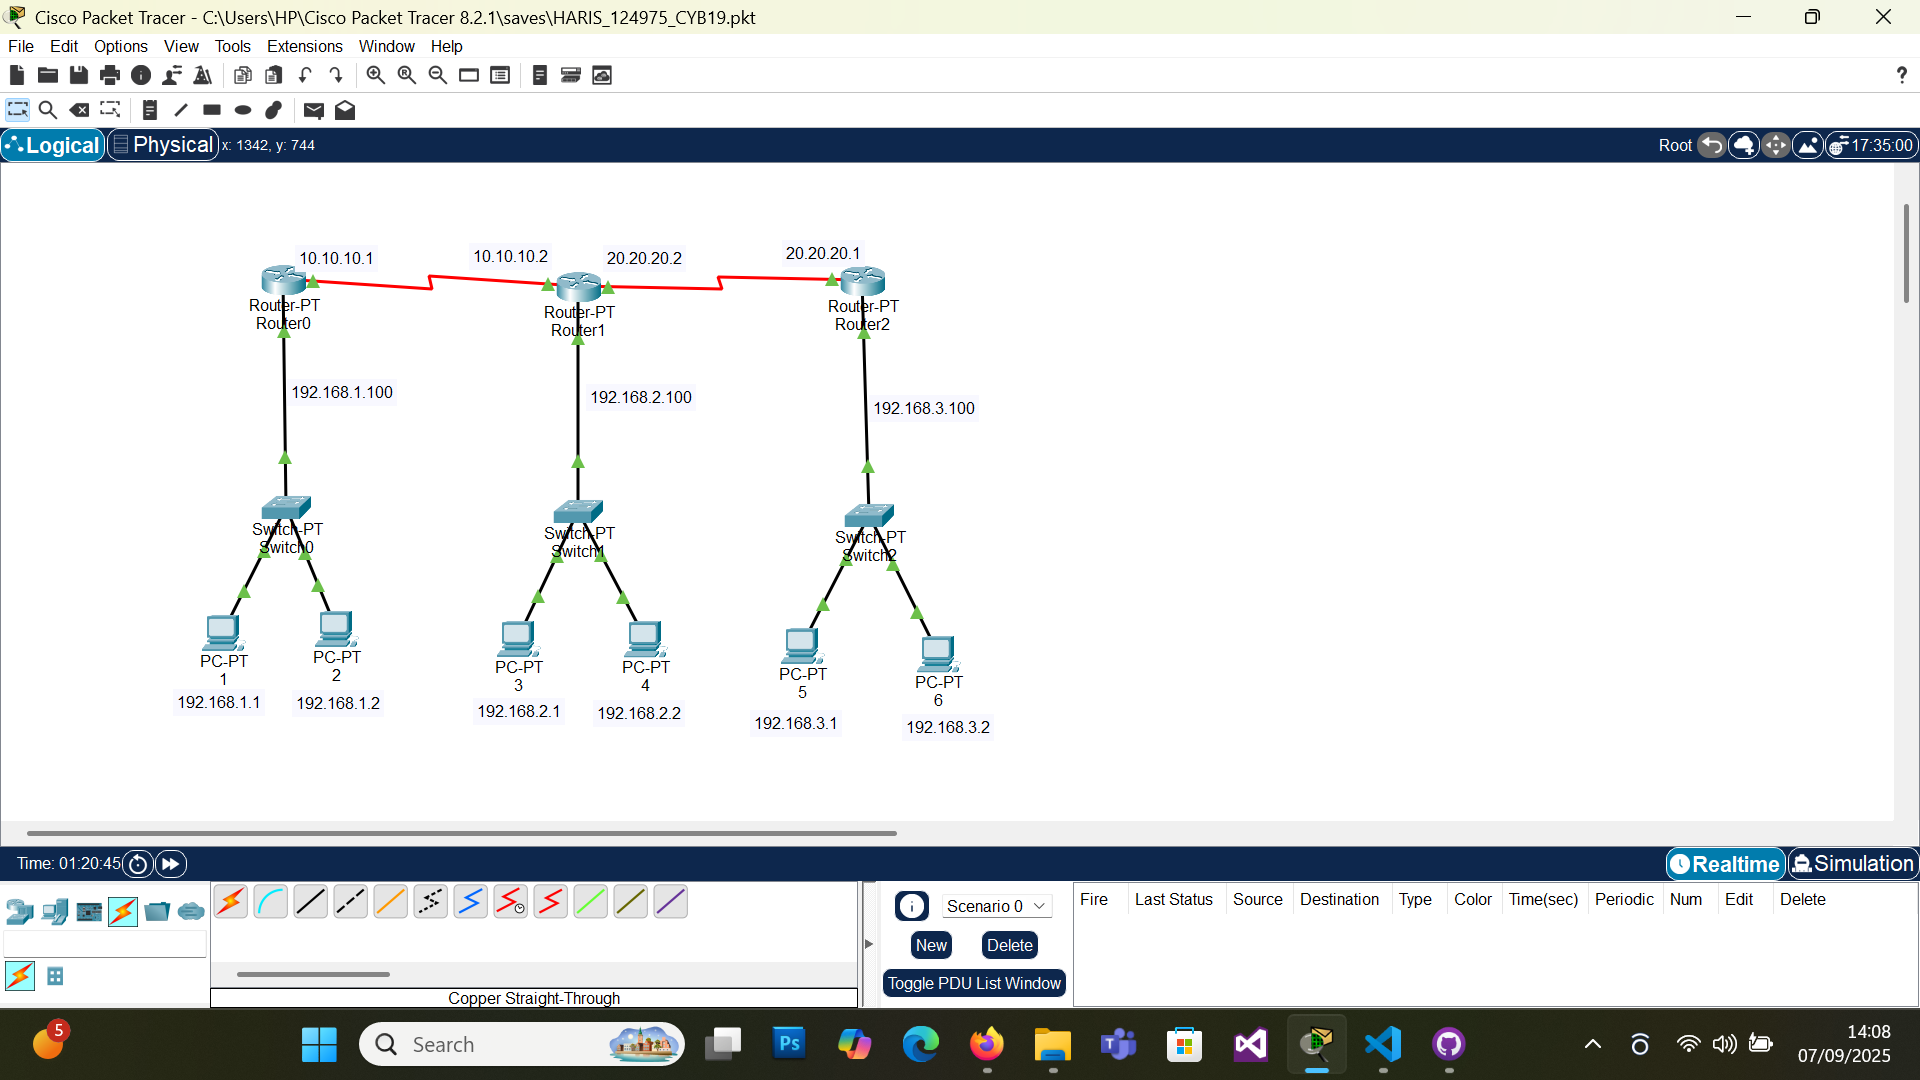 Cisco Packet Tracer - C:\Users\HP\Cisco Packet Tracer 8.2.1\saves\HARIS_124975_CYB19.pkt
File Edit Options View Tools Extensions Window Help
?
Logical Physical x: 1342, y: 744 Root 17:35:00
10.10.10.1 10.10.10.2 20.20.20.2 20.20.20.1
Router-PT
Router0
Router-PT
Router1
Router-PT
Router2
192.168.1.100
192.168.2.100
192.168.3.100
Switch-PT
Switch0
Switch-PT
Switch1
Switch-PT
Switch2
PC-PT
1
192.168.1.1
PC-PT
2
192.168.1.2
PC-PT
3
192.168.2.1
PC-PT
4
192.168.2.2
PC-PT
5
192.168.3.1
PC-PT
6
192.168.3.2
Time: 01:20:45 Realtime Simulation
Scenario 0
New Delete
Toggle PDU List Window
Fire Last Status Source Destination Type Color Time(sec) Periodic Num Edit Delete
Copper Straight-Through
5
Search
Ps
14:08
07/09/2025